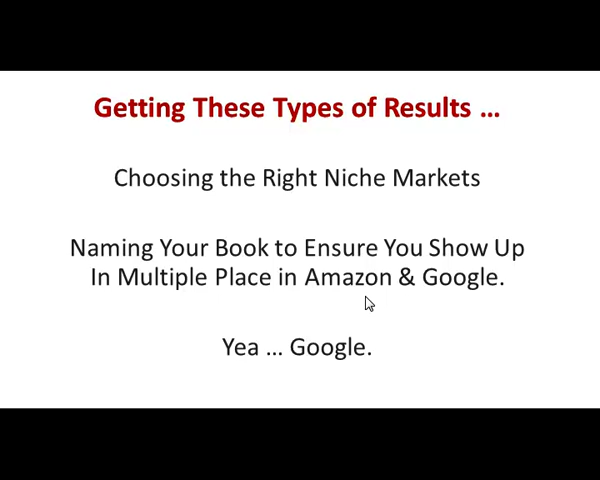 Getting These Types of Results ...
Choosing the Right Niche Markets
Naming Your Book to Ensure You Show Up
In Multiple Place in Amazon & Google.
Yea ... Google.